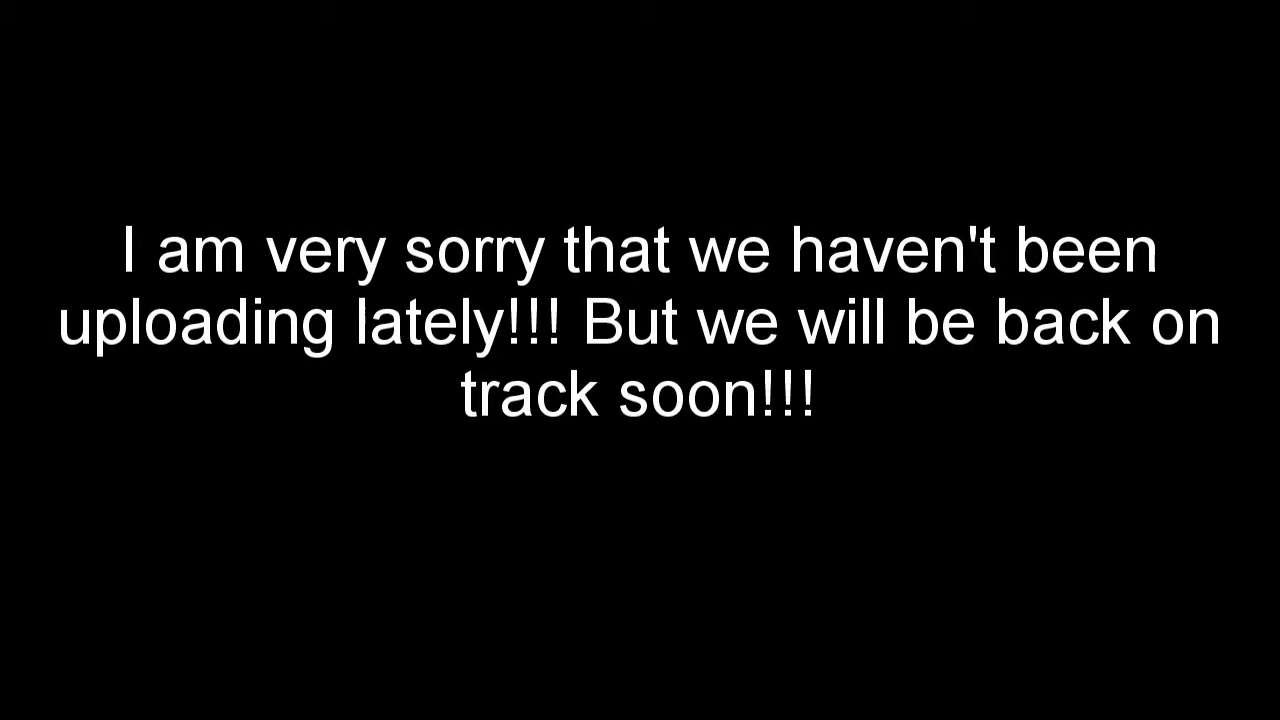 I am very sorry that we haven't been
uploading lately!!! But we will be back on
track soon!!!